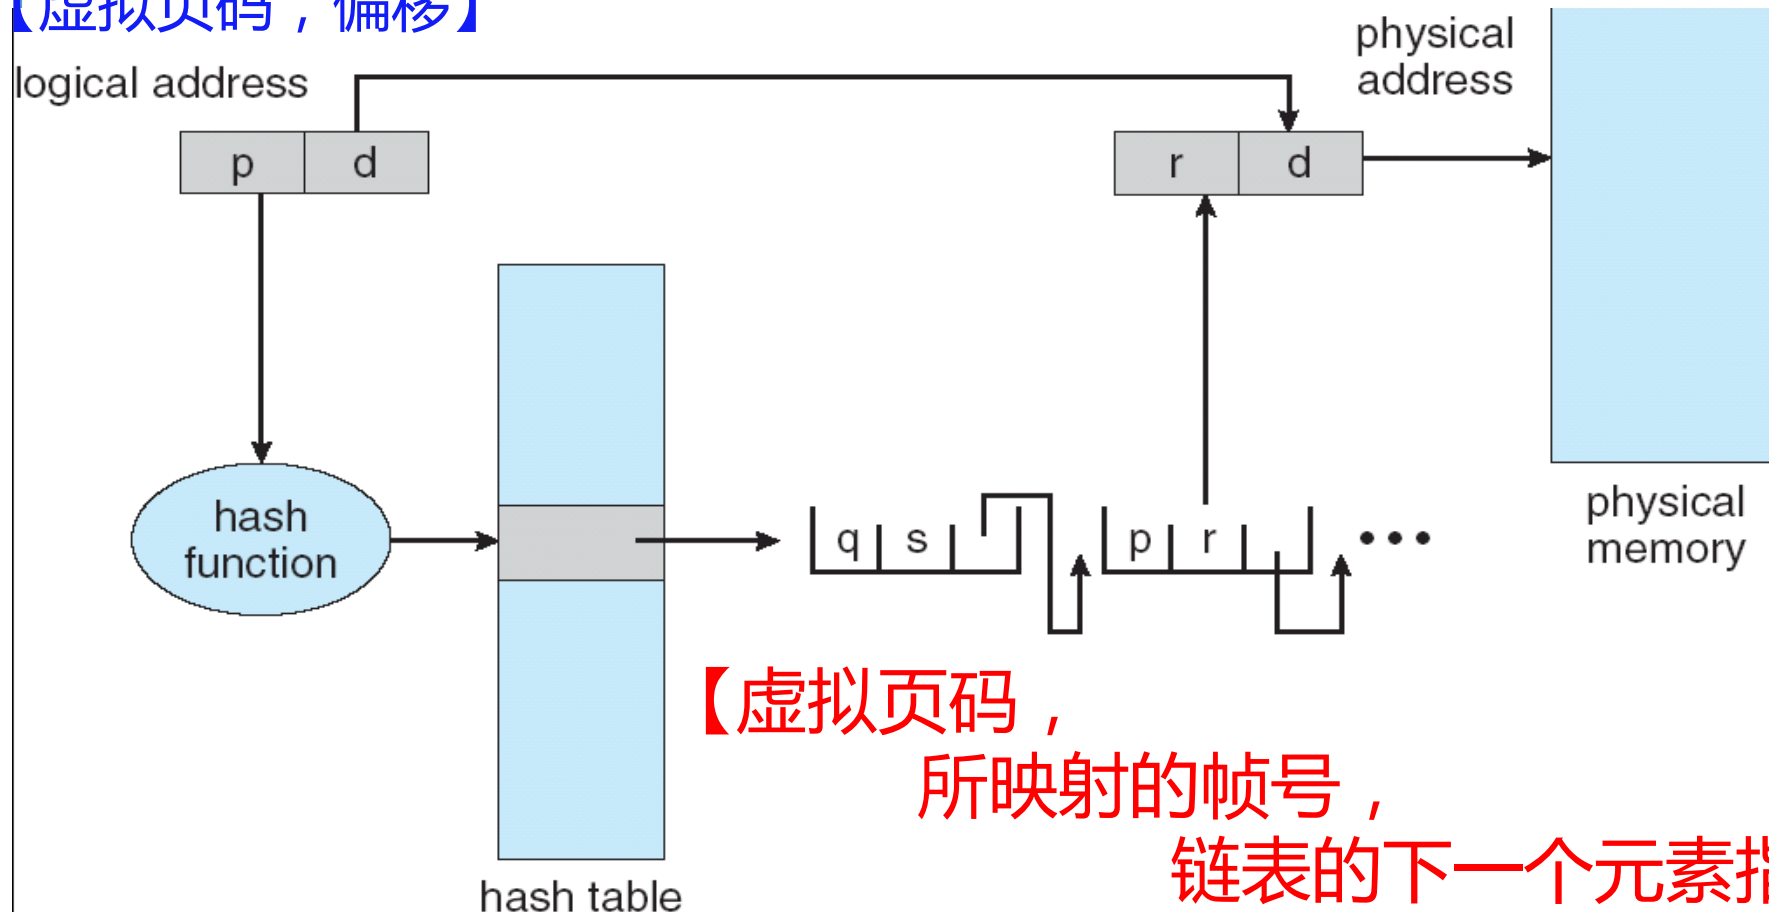 【虚拟页码，偏移】
logical address
physical
address
p d
r d
hash
function
q s
p r
•••
physical
memory
【虚拟页码，
所映射的帧号，
链表的下一个元素指
hash table